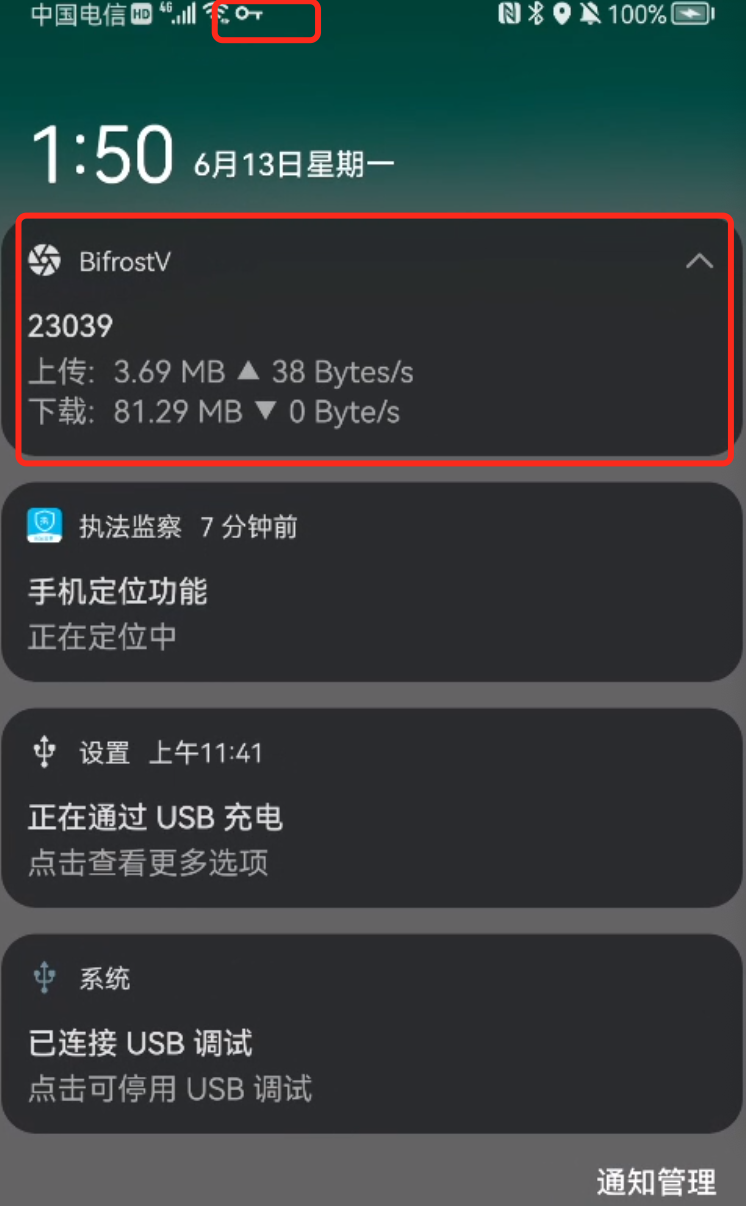 中国电信 HD 4G 100%
1:50 6月13日星期一
BifrostV
23039
上传: 3.69 MB ▲ 38 Bytes/s
下载: 81.29 MB ▼ 0 Byte/s
执法监察 7 分钟前
手机定位功能
正在定位中
设置 上午11:41
正在通过 USB 充电
点击查看更多选项
系统
已连接 USB 调试
点击可停用 USB 调试
通知管理